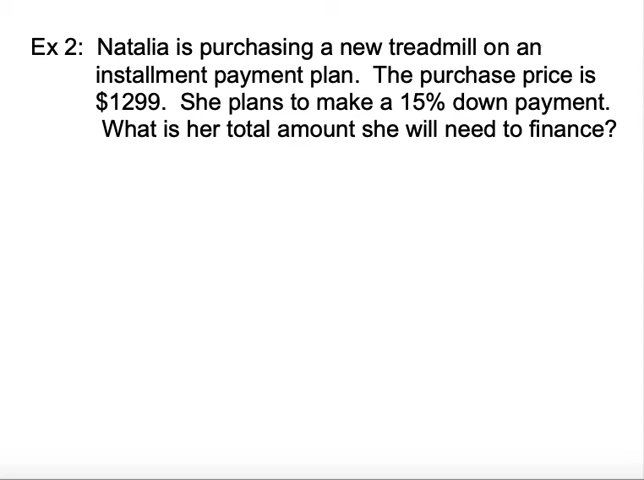 Ex 2: Natalia is purchasing a new treadmill on an
installment payment plan. The purchase price is
$1299. She plans to make a 15% down payment.
What is her total amount she will need to finance?